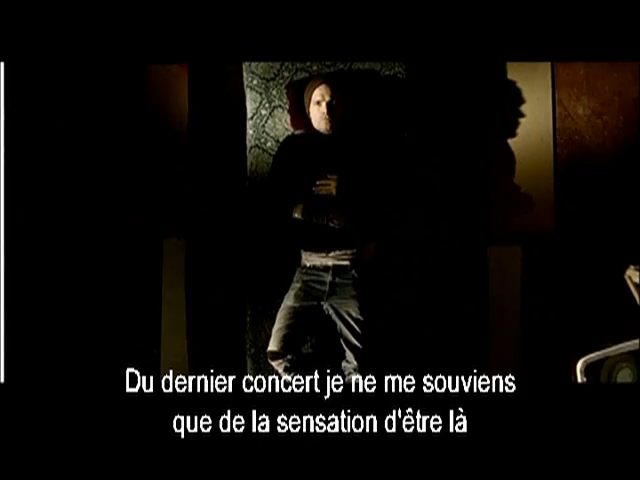 Du dernier concert je ne me souviens
que de la sensation d'être là